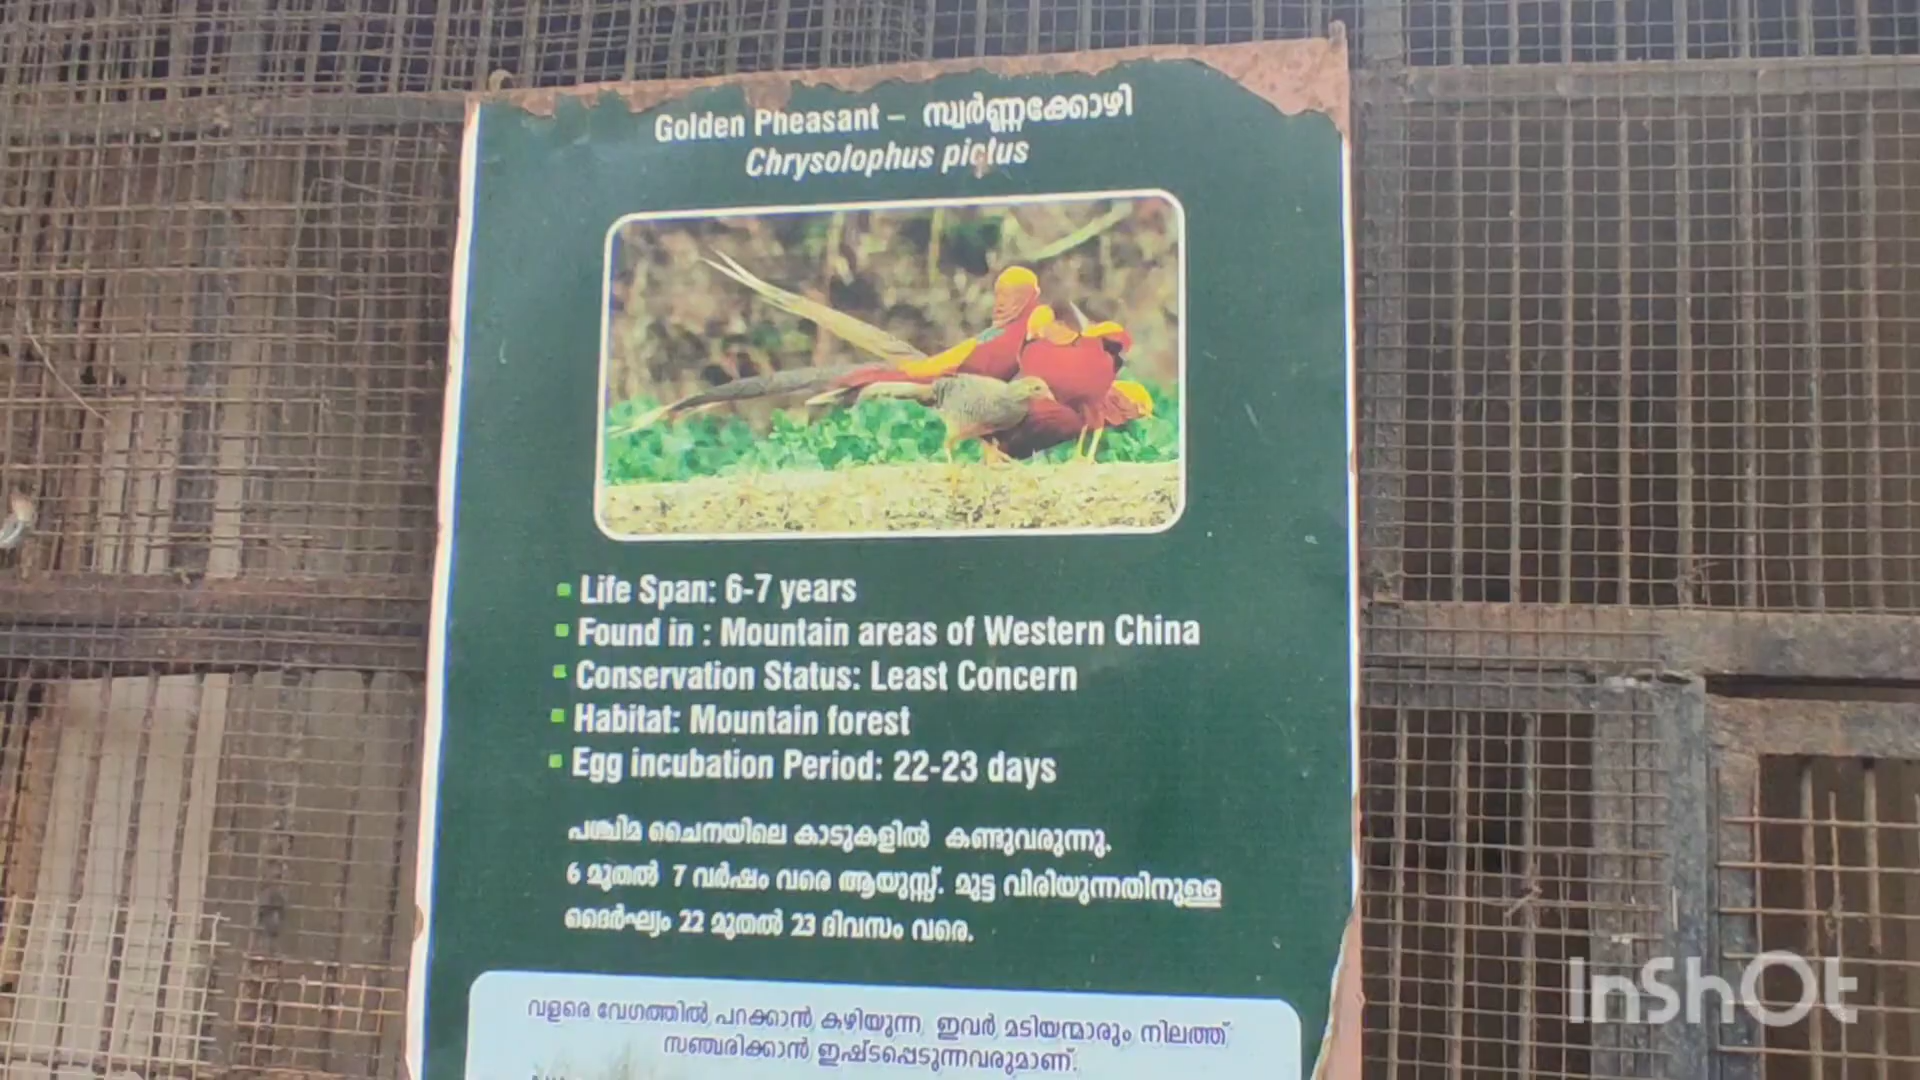 Golden Pheasant – സ്വർണ്ണക്കോഴി
Chrysolophus pictus
Life Span: 6-7 years
Found in : Mountain areas of Western China
Conservation Status: Least Concern
Habitat: Mountain forest
Egg incubation Period: 22-23 days
പശ്ചിമ ചൈനയിലെ കാടുകളിൽ കണ്ടുവരുന്നു.
6 മുതൽ 7 വർഷം വരെ ആയുസ്സ്. മുട്ട വിരിയുന്നതിനുള്ള
ദൈർഘ്യം 22 മുതൽ 23 ദിവസം വരെ.
വളരെ വേഗത്തിൽ പറക്കാൻ കഴിയുന്ന ഇവർ മടിയന്മാരും നിലത്ത്
സഞ്ചരിക്കാൻ ഇഷ്ടപ്പെടുന്നവരുമാണ്.
InShOt